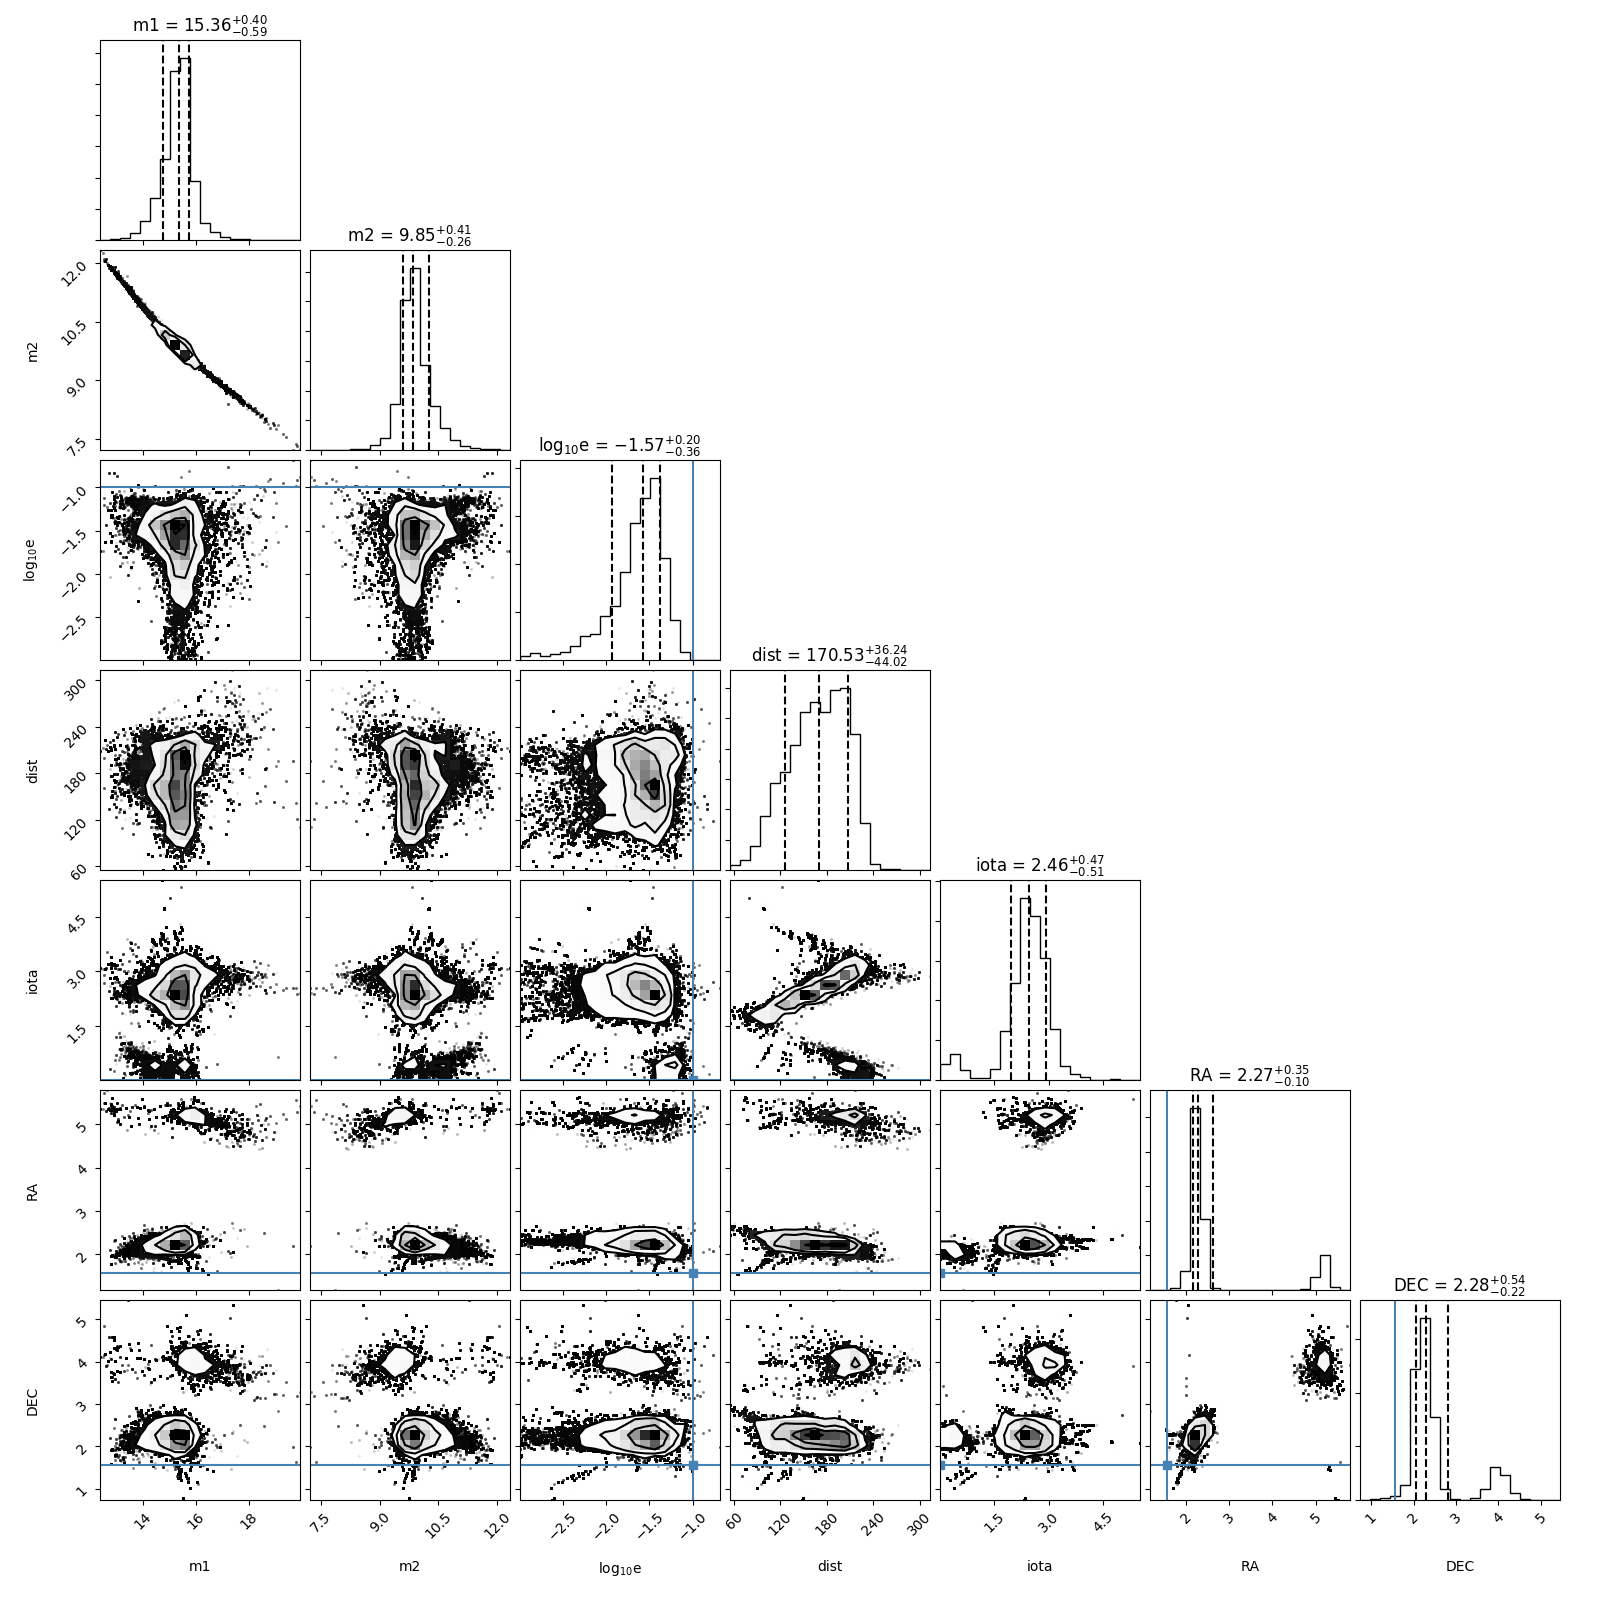 m1 = 15.36+0.40−0.59
m2 = 9.85+0.41−0.26
12.0
10.5
9.0
7.5
m2
log10e = −1.57+0.20−0.36
−1.0
−1.5
−2.0
−2.5
log10e
dist = 170.53+36.24−44.02
300
240
180
120
60
dist
iota = 2.46+0.47−0.51
4.5
3.0
1.5
iota
RA = 2.27+0.35−0.10
5
4
3
2
RA
DEC = 2.28+0.54−0.22
5
4
3
2
1
DEC
14 16 18 7.5 9.0 10.5 12.0 −2.5 −2.0 −1.5 −1.0 60 120 180 240 300 1.5 3.0 4.5 2 3 4 5 1 2 3 4 5
m1 m2 log10e dist iota RA DEC